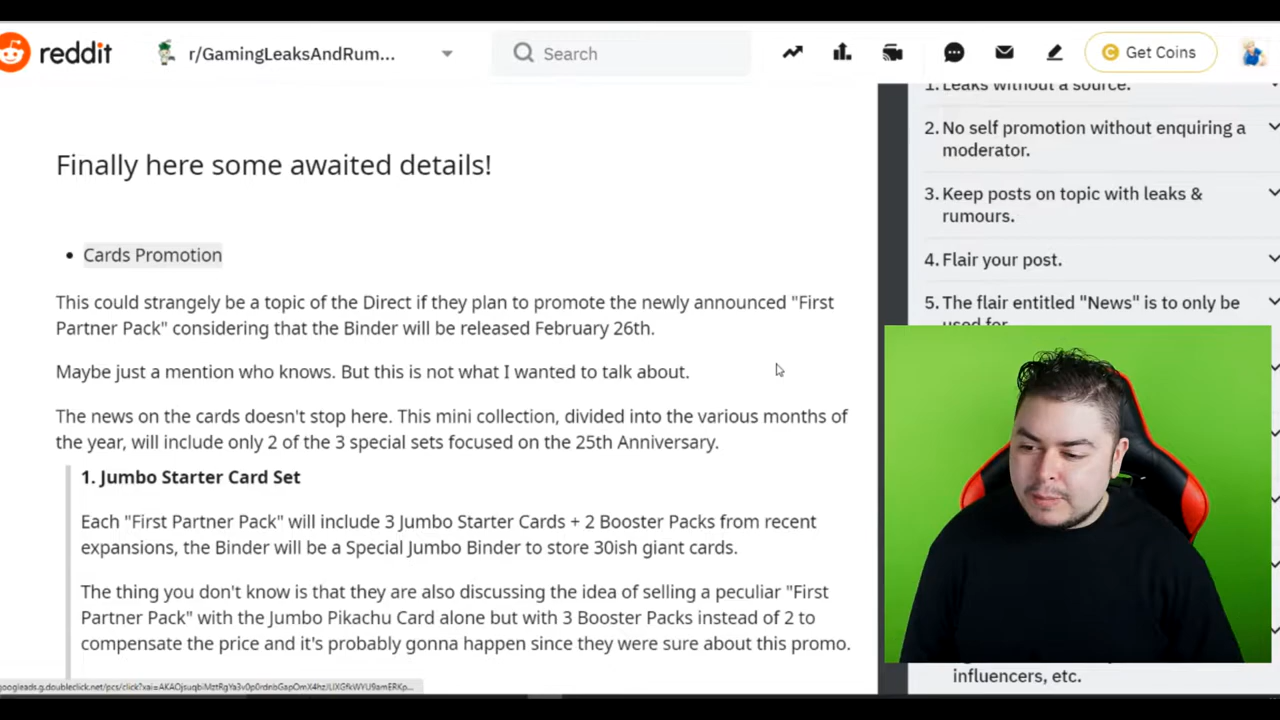 reddit
r/GamingLeaksAndRum...
Search
Get Coins
Finally here some awaited details!
• Cards Promotion
This could strangely be a topic of the Direct if they plan to promote the newly announced "First
Partner Pack" considering that the Binder will be released February 26th.
Maybe just a mention who knows. But this is not what I wanted to talk about.
The news on the cards doesn't stop here. This mini collection, divided into the various months of
the year, will include only 2 of the 3 special sets focused on the 25th Anniversary.
1. Jumbo Starter Card Set
Each "First Partner Pack" will include 3 Jumbo Starter Cards + 2 Booster Packs from recent
expansions, the Binder will be a Special Jumbo Binder to store 30ish giant cards.
The thing you don't know is that they are also discussing the idea of selling a peculiar "First
Partner Pack" with the Jumbo Pikachu Card alone but with 3 Booster Packs instead of 2 to
compensate the price and it's probably gonna happen since they were sure about this promo.
1. Leaks without a source.
2. No self promotion without enquiring a
moderator.
3. Keep posts on topic with leaks &
rumours.
4. Flair your post.
5. The flair entitled "News" is to only be
used for
influencers, etc.